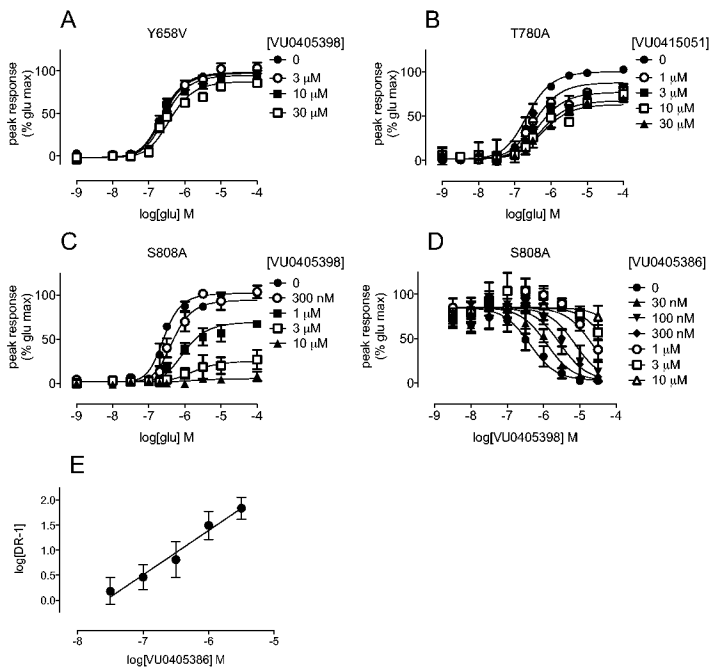 A
Y658V
[VU0405398]
0
3 μM
10 μM
30 μM
peak response
(% glu max)
100
50
0
-9 -8 -7 -6 -5 -4
log[glu] M
B
T780A
[VU0415051]
0
1 μM
3 μM
10 μM
30 μM
peak response
(% glu max)
100
50
0
-9 -8 -7 -6 -5 -4
log[glu] M
C
S808A
[VU0405398]
0
300 nM
1 μM
3 μM
10 μM
peak response
(% glu max)
100
50
0
-9 -8 -7 -6 -5 -4
log[glu] M
D
S808A
[VU0405386]
0
30 nM
100 nM
300 nM
1 μM
3 μM
10 μM
peak response
(% glu max)
100
50
0
-9 -8 -7 -6 -5 -4
log[VU0405398] M
E
log[DR-1]
2.0
1.5
1.0
0.5
0.0
-8 -7 -6 -5
log[VU0405386] M